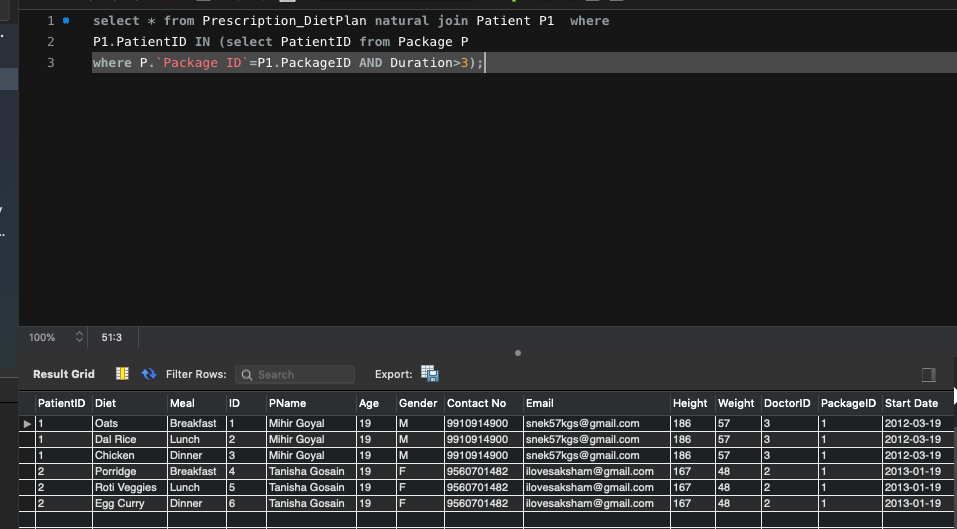 1 select * from Prescription_DietPlan natural join Patient P1 where
2 P1.PatientID IN (select PatientID from Package P
3 where P.`Package ID`=P1.PackageID AND Duration>3);
100% 51:3
Result Grid Filter Rows: Search Export:
PatientID Diet Meal ID PName Age Gender Contact No Email Height Weight DoctorID PackageID Start Date
1 Oats Breakfast 1 Mihir Goyal 19 M 9910914900 snek57kgs@gmail.com 186 57 3 1 2012-03-19
1 Dal Rice Lunch 2 Mihir Goyal 19 M 9910914900 snek57kgs@gmail.com 186 57 3 1 2012-03-19
1 Chicken Dinner 3 Mihir Goyal 19 M 9910914900 snek57kgs@gmail.com 186 57 3 1 2012-03-19
2 Porridge Breakfast 4 Tanisha Gosain 19 F 9560701482 ilovesaksham@gmail.com 167 48 2 1 2013-01-19
2 Roti Veggies Lunch 5 Tanisha Gosain 19 F 9560701482 ilovesaksham@gmail.com 167 48 2 1 2013-01-19
2 Egg Curry Dinner 6 Tanisha Gosain 19 F 9560701482 ilovesaksham@gmail.com 167 48 2 1 2013-01-19